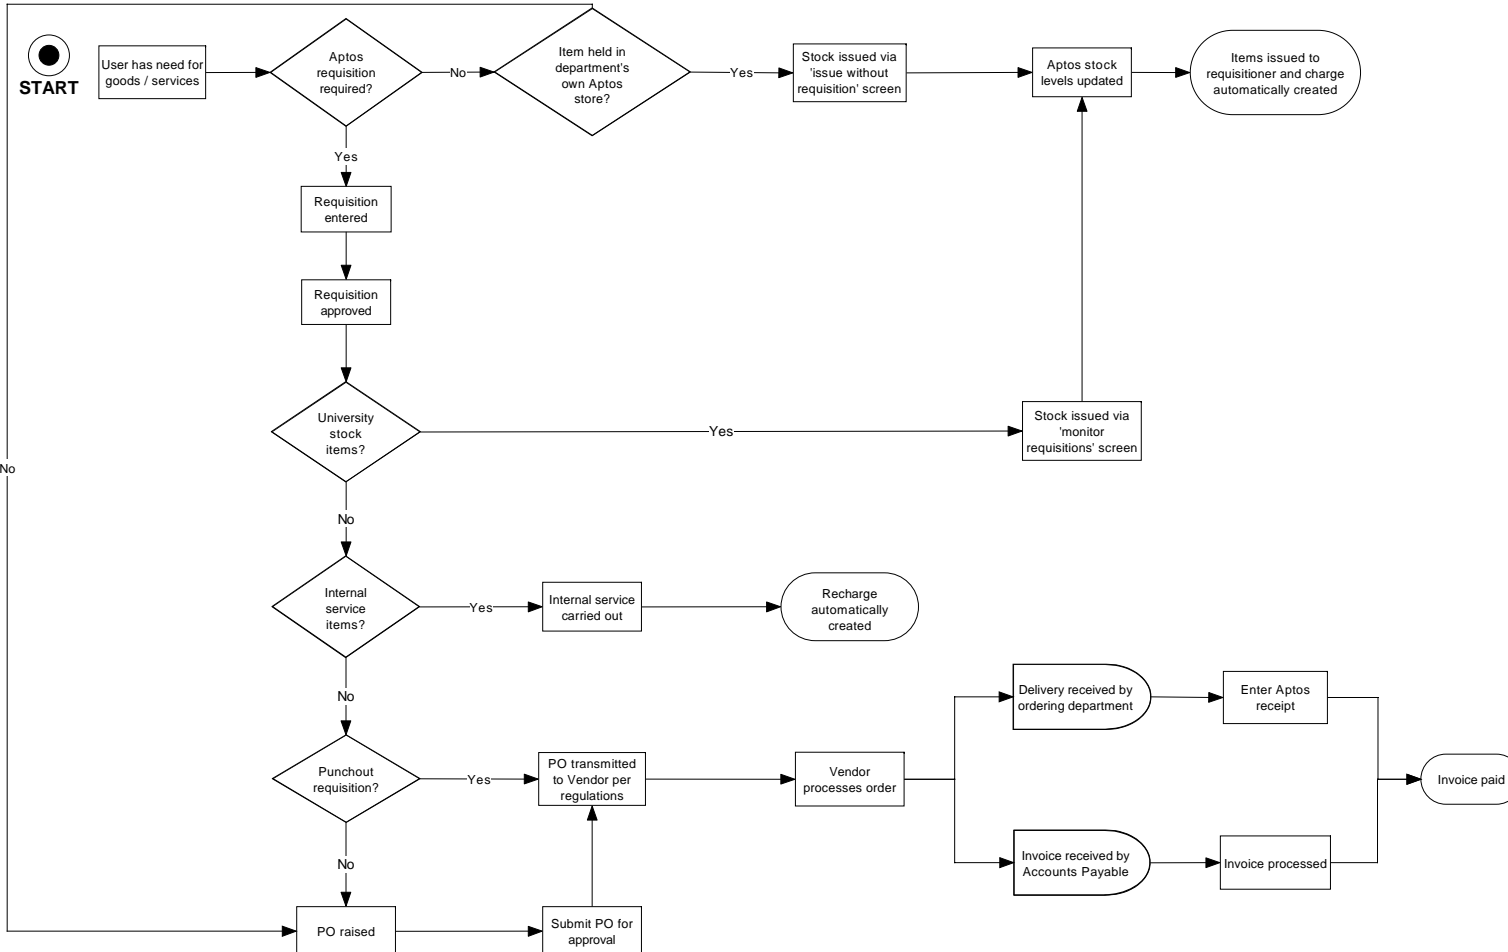 START
User has need for
goods / services
Aptos
requisition
required?
No
Item held in
department's
own Aptos
store?
Yes
Stock issued via
'issue without
requisition' screen
Aptos stock
levels updated
Items issued to
requisitioner and charge
automatically created
Yes
Requisition
entered
Requisition
approved
University
stock
items?
Yes
Stock issued via
'monitor
requisitions' screen
No
No
Internal
service
items?
Yes
Internal service
carried out
Recharge
automatically
created
No
Punchout
requisition?
Yes
PO transmitted
to Vendor per
regulations
Vendor
processes order
Delivery received by
ordering department
Enter Aptos
receipt
Invoice paid
Invoice received by
Accounts Payable
Invoice processed
No
PO raised
Submit PO for
approval